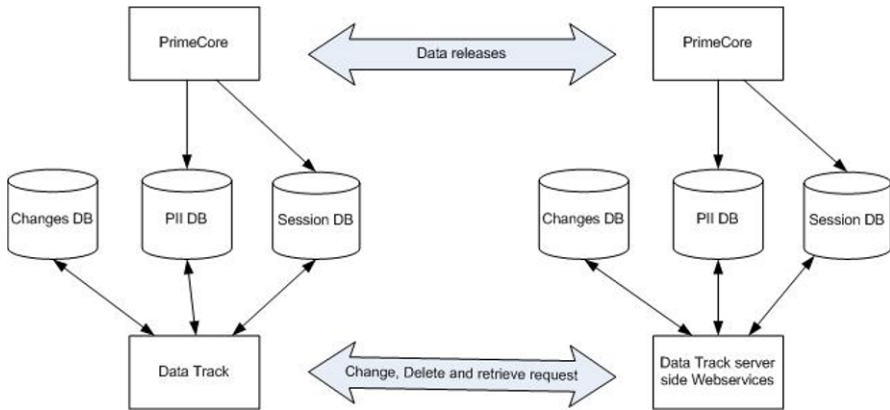 PrimeCore
Data releases
PrimeCore
Changes DB
PII DB
Session DB
Changes DB
PII DB
Session DB
Data Track
Change, Delete and retrieve request
Data Track server
side Webservices